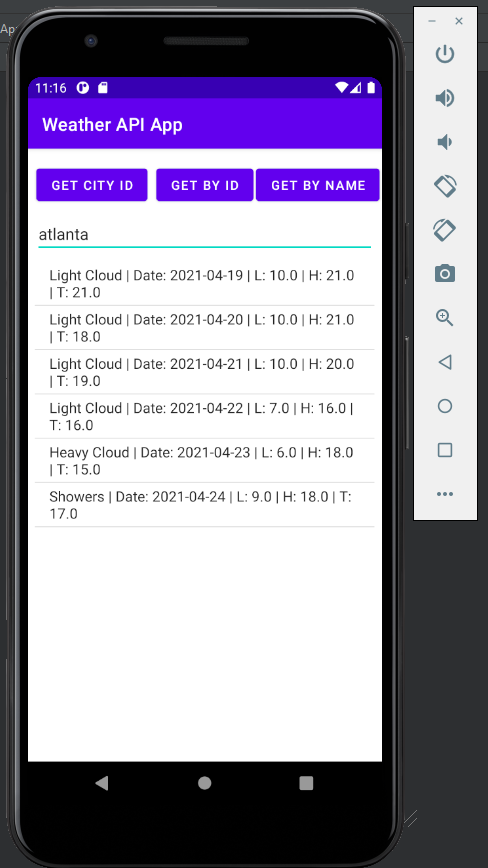 Ap
11:16
Weather API App
GET CITY ID GET BY ID GET BY NAME
atlanta
Light Cloud | Date: 2021-04-19 | L: 10.0 | H: 21.0
| T: 21.0
Light Cloud | Date: 2021-04-20 | L: 10.0 | H: 21.0
| T: 18.0
Light Cloud | Date: 2021-04-21 | L: 10.0 | H: 20.0
| T: 19.0
Light Cloud | Date: 2021-04-22 | L: 7.0 | H: 16.0 |
T: 16.0
Heavy Cloud | Date: 2021-04-23 | L: 6.0 | H: 18.0
| T: 15.0
Showers | Date: 2021-04-24 | L: 9.0 | H: 18.0 | T:
17.0